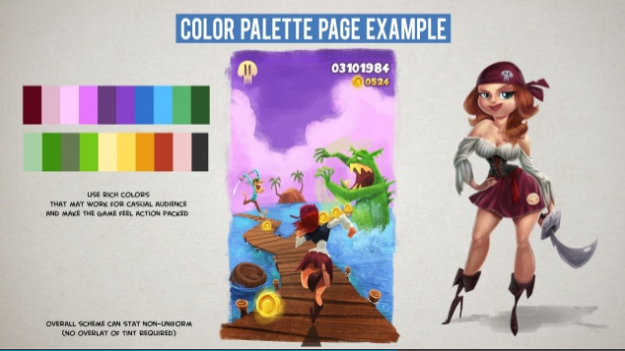 COLOR PALETTE PAGE EXAMPLE
03101984
0524
USE RICH COLORS
THAT MAY WORK FOR CASUAL AUDIENCE
AND MAKE THE GAME FEEL ACTION PACKED
OVERALL SCHEME CAN STAY NON-UNIFORM
(NO OVERLAY OF TINT REQUIRED)